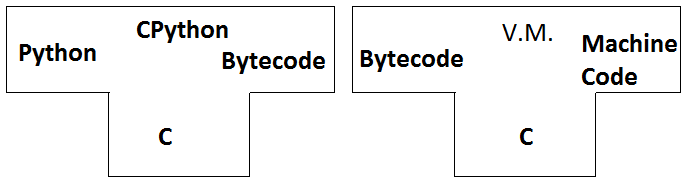 CPython
Python
Bytecode
C
V.M.
Bytecode
Machine
Code
C